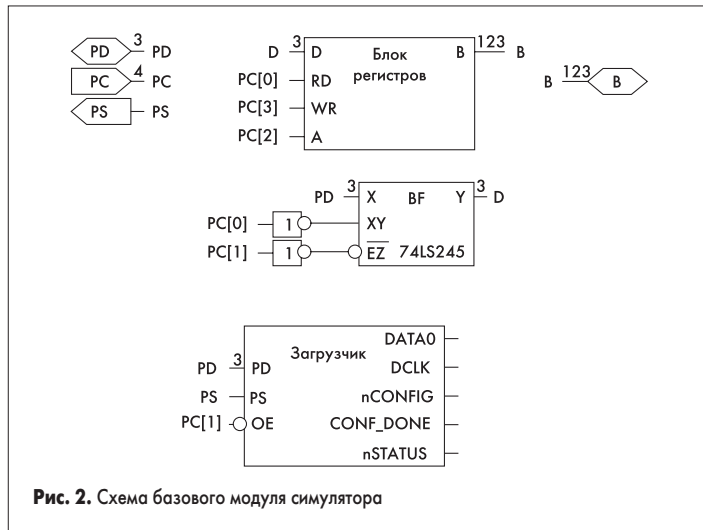 PD 3 PD
PC 4 PC
PS PS
D 3 D Блок регистров B 123 B
PC[0] RD
PC[3] WR
PC[2] A
B 123 B
PD 3 X BF Y 3 D
PC[0] 1 XY
PC[1] 1 EZ 74LS245
Загрузчик
DATA0
PD 3 PD DCLK
PS PS nCONFIG
PC[1] OE CONF_DONE
nSTATUS
Рис. 2. Схема базового модуля симулятора